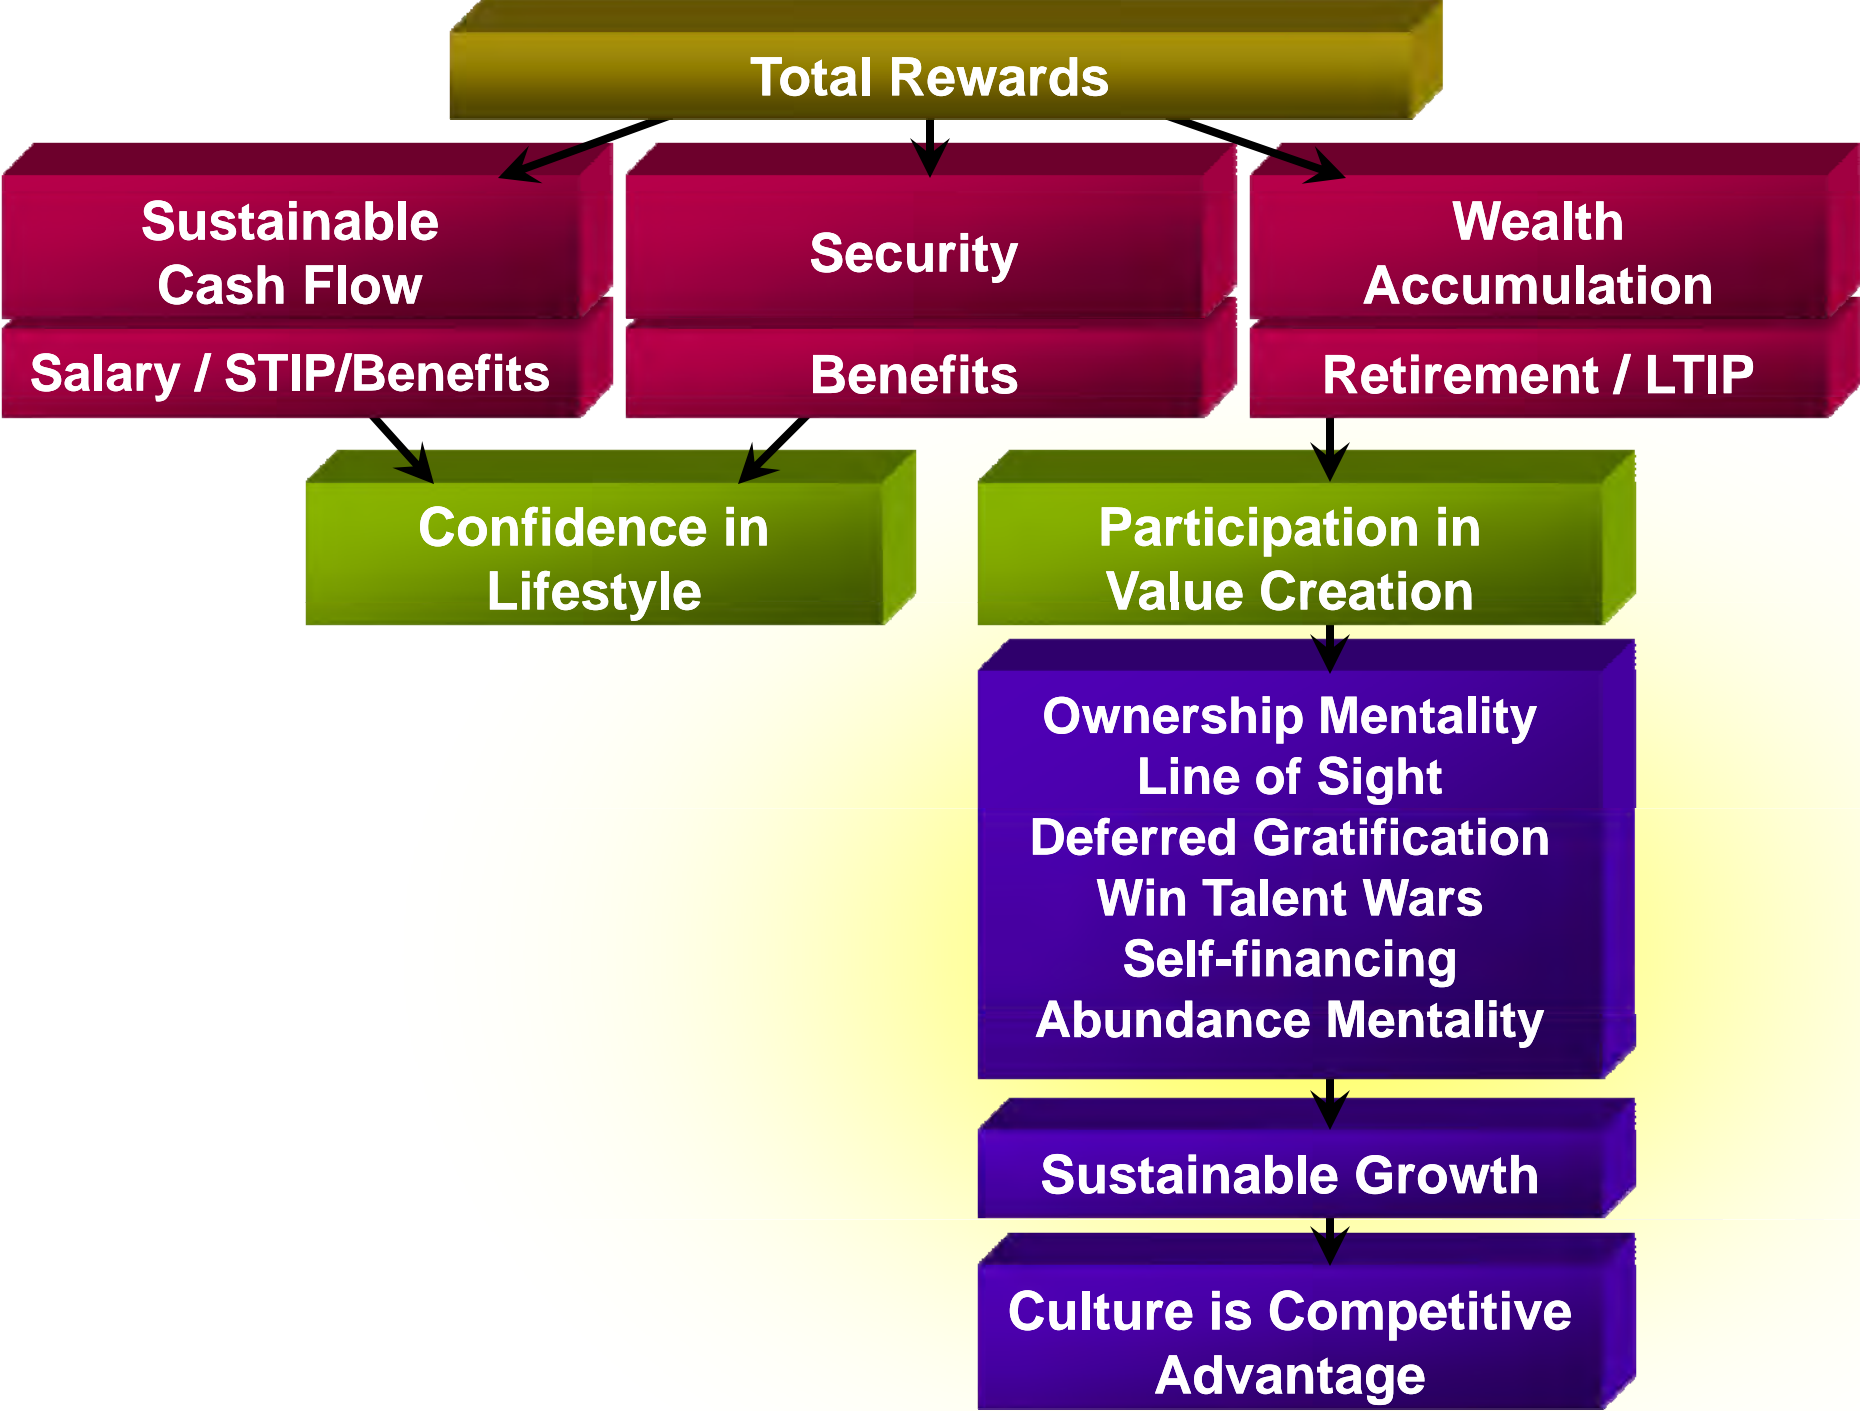 Total Rewards
Sustainable
Cash Flow
Security
Wealth
Accumulation
Salary / STIP/Benefits
Benefits
Retirement / LTIP
Confidence in
Lifestyle
Participation in
Value Creation
Ownership Mentality
Line of Sight
Deferred Gratification
Win Talent Wars
Self-financing
Abundance Mentality
Sustainable Growth
Culture is Competitive
Advantage